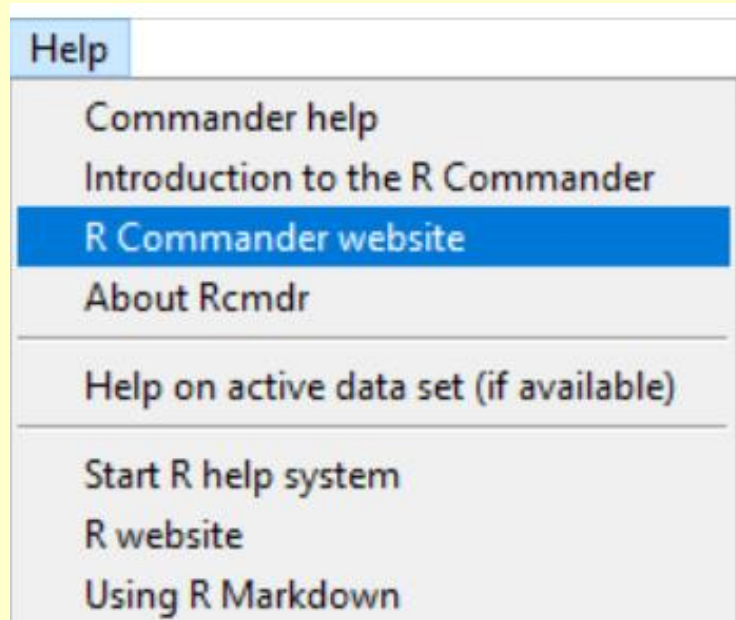 Help
Commander help
Introduction to the R Commander
R Commander website
About Rcmdr
Help on active data set (if available)
Start R help system
R website
Using R Markdown